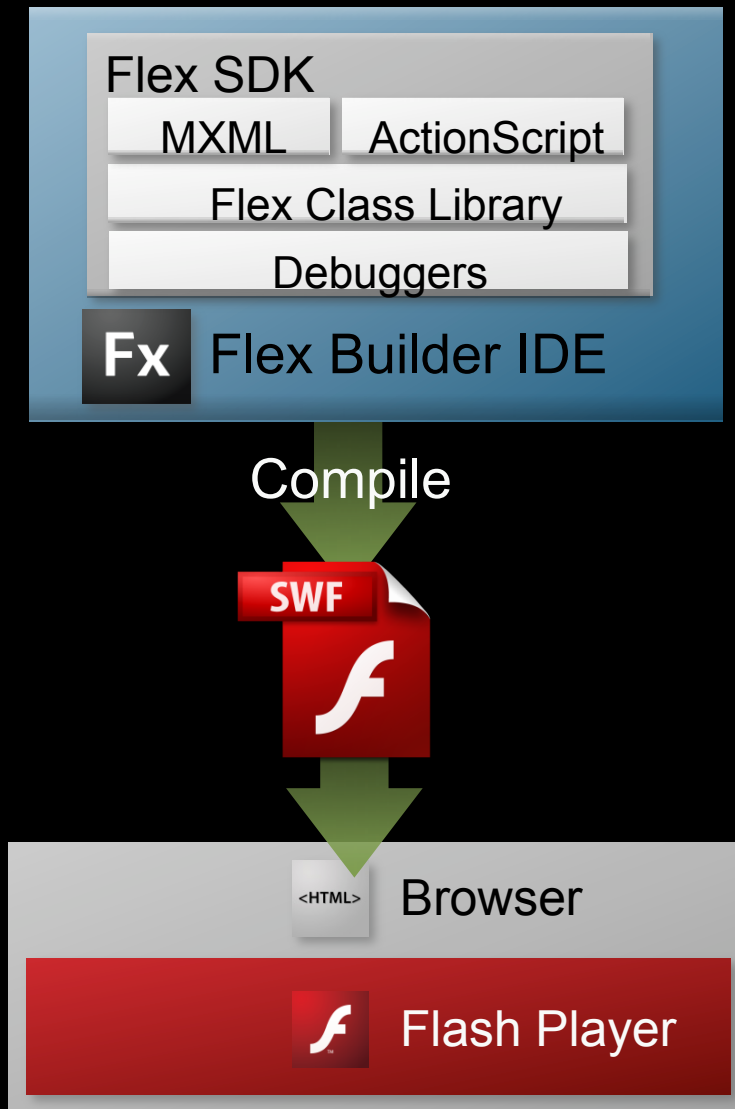 Flex SDK
MXML ActionScript
Flex Class Library
Debuggers
Fx Flex Builder IDE
Compile
SWF
<HTML> Browser
Flash Player